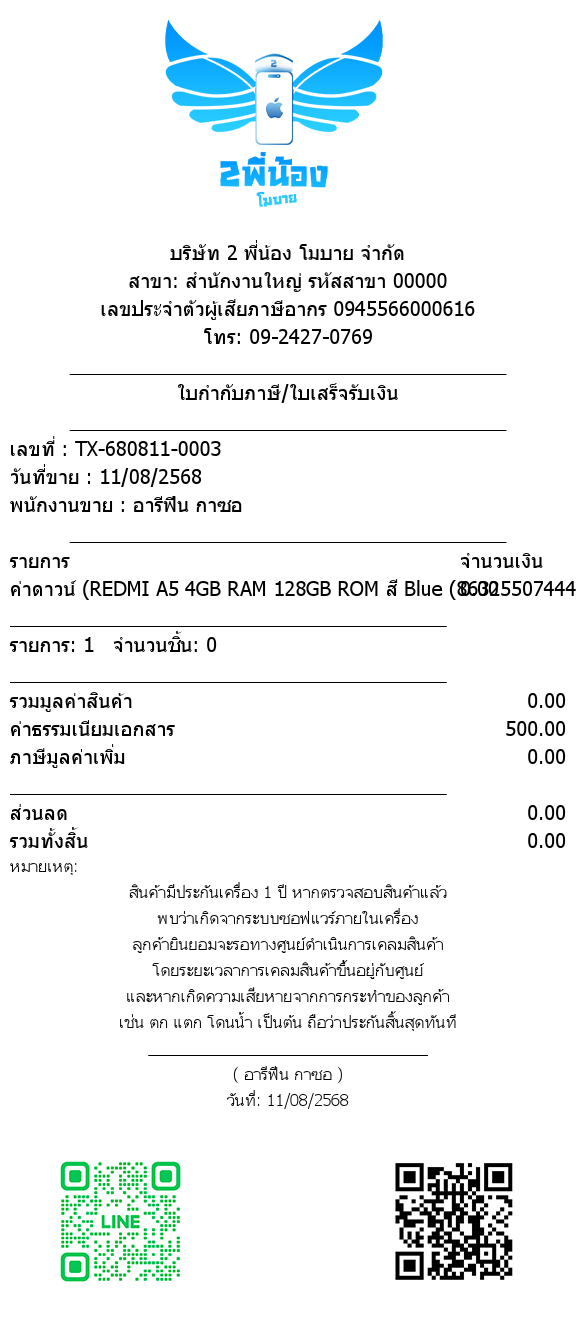 2
2พี่น้อง
โมบาย
บริษัท 2 พี่น้อง โมบาย จำกัด
สาขา: สำนักงานใหญ่ รหัสสาขา 00000
เลขประจำตัวผู้เสียภาษีอากร 0945566000616
โทร: 09-2427-0769
ใบกำกับภาษี/ใบเสร็จรับเงิน
เลขที่ : TX-680811-0003
วันที่ขาย : 11/08/2568
พนักงานขาย : อารีฟีน กาซอ
รายการ จำนวนเงิน
ค่าดาวน์ (REDMI A5 4GB RAM 128GB ROM สี Blue ( 0.00
รายการ: 1 จำนวนชิ้น: 0
รวมมูลค่าสินค้า 0.00
ค่าธรรมเนียมเอกสาร 500.00
ภาษีมูลค่าเพิ่ม 0.00
ส่วนลด 0.00
รวมทั้งสิ้น 0.00
หมายเหตุ:
สินค้ามีประกันเครื่อง 1 ปี หากตรวจสอบสินค้าแล้ว
พบว่าเกิดจากระบบซอฟแวร์ภายในเครื่อง
ลูกค้ายินยอมจะรอทางศูนย์ดำเนินการเคลมสินค้า
โดยระยะเวลาการเคลมสินค้าขึ้นอยู่กับศูนย์
และหากเกิดความเสียหายจากการกระทำของลูกค้า
เช่น ตก แตก โดนน้ำ เป็นต้น ถือว่าประกันสิ้นสุดทันที
( อารีฟีน กาซอ )
วันที่: 11/08/2568
LINE